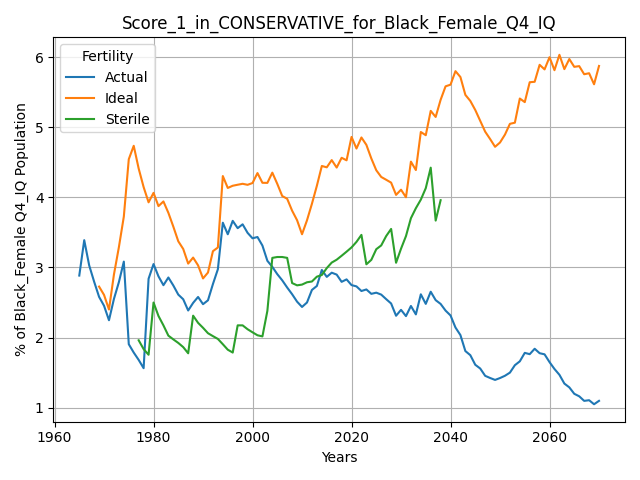 Score_1_in_CONSERVATIVE_for_Black_Female_Q4_IQ
Fertility
Actual
Ideal
Sterile
% of Black_Female Q4_IQ Population
6
5
4
3
2
1
1960 1980 2000 2020 2040 2060
Years